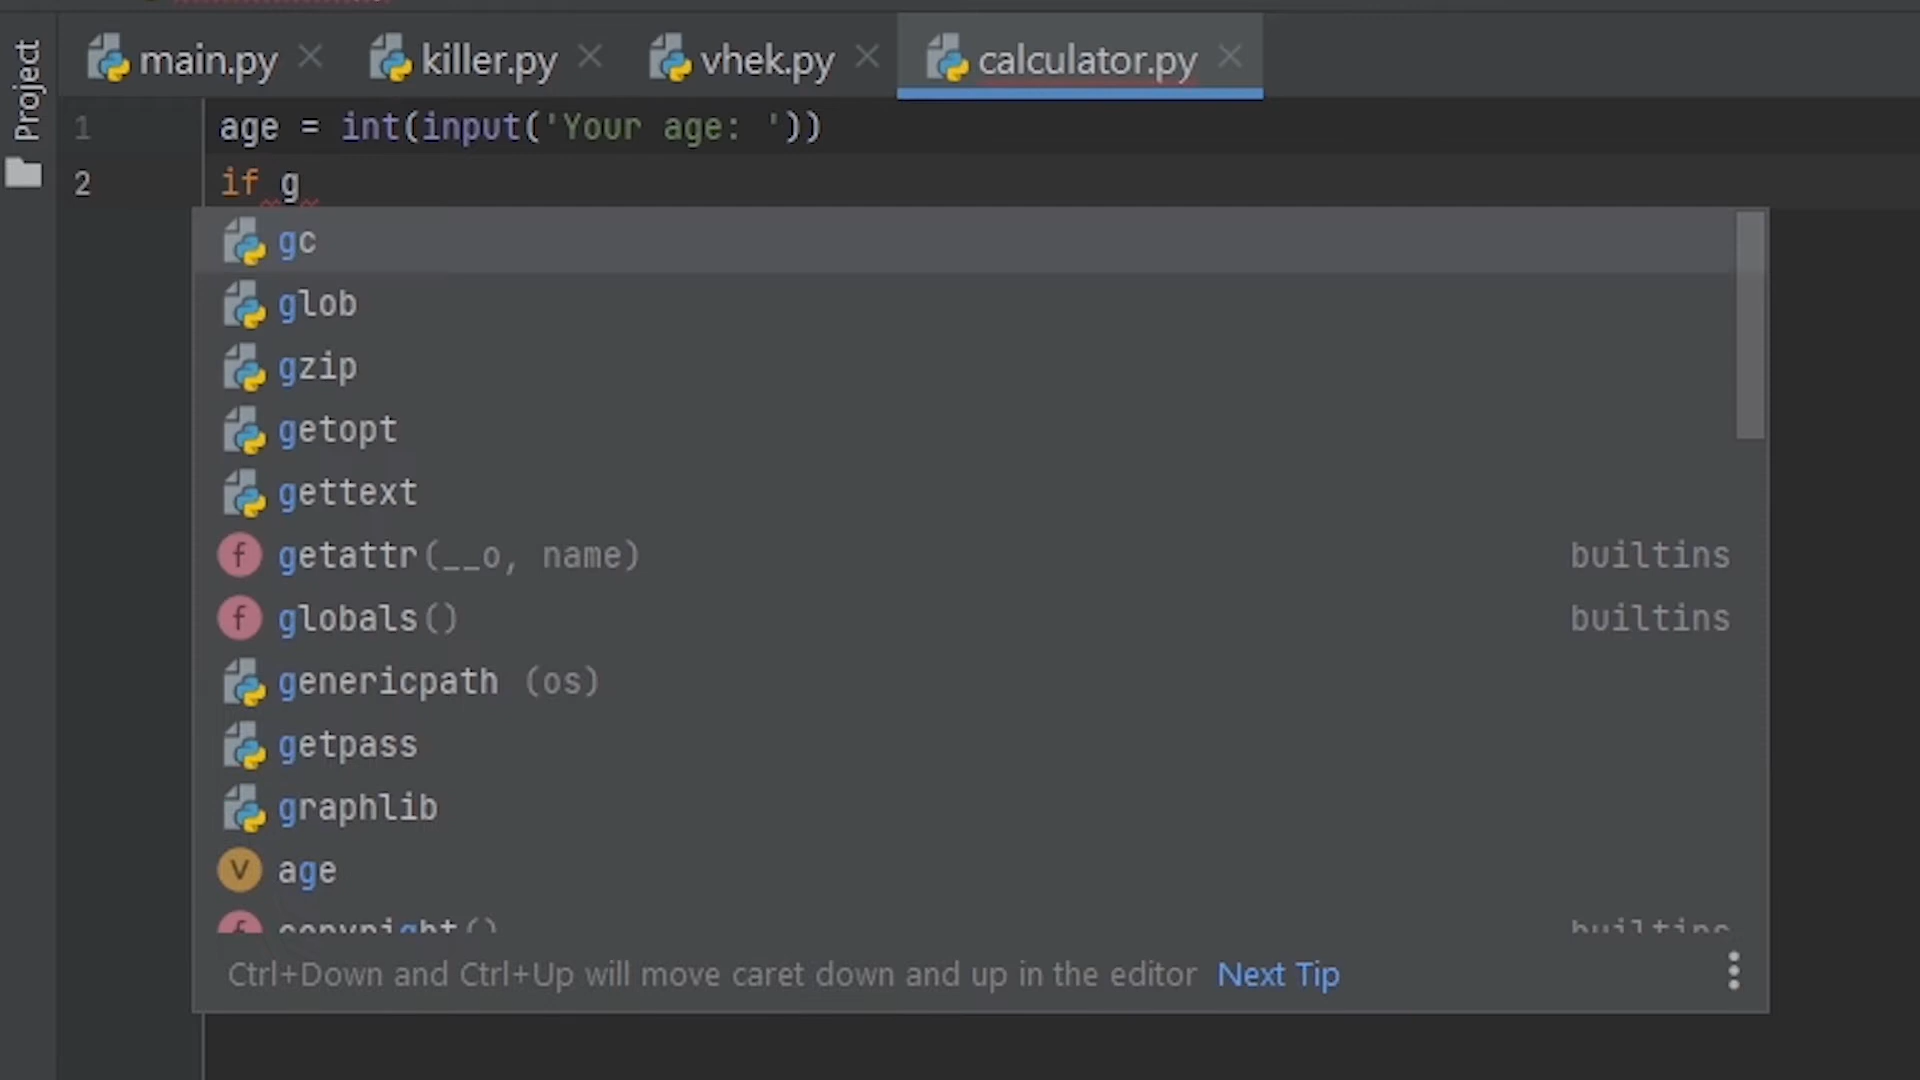 Project
main.py
killer.py
vhek.py
calculator.py
1 age = int(input('Your age: '))
2 if g
gc
glob
gzip
getopt
gettext
f getattr(__o, name) builtins
f globals() builtins
genericpath (os)
getpass
graphlib
V age
f copyright() builtins
Ctrl+Down and Ctrl+Up will move caret down and up in the editor Next Tip